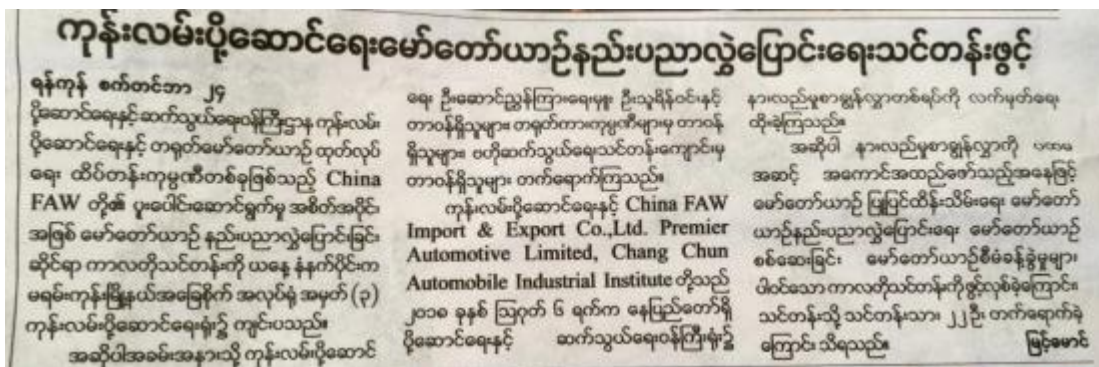 ကုန်းလမ်းပို့ဆောင်ရေးမော်တော်ယာဉ်နည်းပညာလွှဲပြောင်းရေးသင်တန်းဖွင့်
ရန်ကုန် စက်တင်ဘာ ၂၄
ပို့ဆောင်ရေးနှင့်ဆက်သွယ်ရေးဝန်ကြီးဌာန ကုန်းလမ်း
ပို့ဆောင်ရေးနှင့် တရုတ်မော်တော်ယာဉ် ထုတ်လုပ်
ရေး ထိပ်တန်းကုမ္ပဏီတစ်ခုဖြစ်သည့် China
FAW တို့၏ ပူးပေါင်းဆောင်ရွက်မှု အစိတ်အပိုင်း
အဖြစ် မော်တော်ယာဉ် နည်းပညာလွှဲပြောင်းခြင်း
ဆိုင်ရာ ကာလတိုသင်တန်းကို ယနေ့ နံနက်ပိုင်းက
မရမ်းကုန်းမြို့နယ်အခြေစိုက် အလုပ်ရုံ အမှတ် (၃)
ကုန်းလမ်းပို့ဆောင်ရေးရုံး၌ ကျင်းပသည်။
အဆိုပါအခမ်းအနားသို့ ကုန်းလမ်းပို့ဆောင်
ရေး ဦးဆောင်ညွှန်ကြားရေးမှူး ဦးသူရိန်ဝင်းနှင့်
တာဝန်ရှိသူများ၊ တရုတ်ကားကုမ္ပဏီများမှ တာဝန်
ရှိသူများ၊ ဗဟိုဆက်သွယ်ရေးသင်တန်းကျောင်းမှ
တာဝန်ရှိသူများ တက်ရောက်ကြသည်။
ကုန်းလမ်းပို့ဆောင်ရေးနှင့် China FAW
Import & Export Co.,Ltd. Premier
Automotive Limited, Chang Chun
Automobile Industrial Institute တို့သည်
၂၀၁၈ ခုနှစ် ဩဂုတ် ၆ ရက်က နေပြည်တော်ရှိ
ပို့ဆောင်ရေးနှင့် ဆက်သွယ်ရေးဝန်ကြီးရုံး၌
နားလည်မှုစာချွန်လွှာတစ်ရပ်ကို လက်မှတ်ရေး
ထိုးခဲ့ကြသည်။
အဆိုပါ နားလည်မှုစာချွန်လွှာကို ပထမ
အဆင့် အကောင်အထည်ဖော်သည့်အနေဖြင့်
မော်တော်ယာဉ် ပြုပြင်ထိန်းသိမ်းရေး၊ မော်တော်
ယာဉ်နည်းပညာလွှဲပြောင်းရေး၊ မော်တော်ယာဉ်
စစ်ဆေးခြင်း၊ မော်တော်ယာဉ်စီမံခန့်ခွဲမှုများ
ပါဝင်သော ကာလတိုသင်တန်းကိုဖွင့်လှစ်ခဲ့ကြောင်း၊
သင်တန်းသို့ သင်တန်းသား ၂၂ဦး တက်ရောက်ခဲ့
ကြောင်း သိရသည်။ မြင့်မောင်